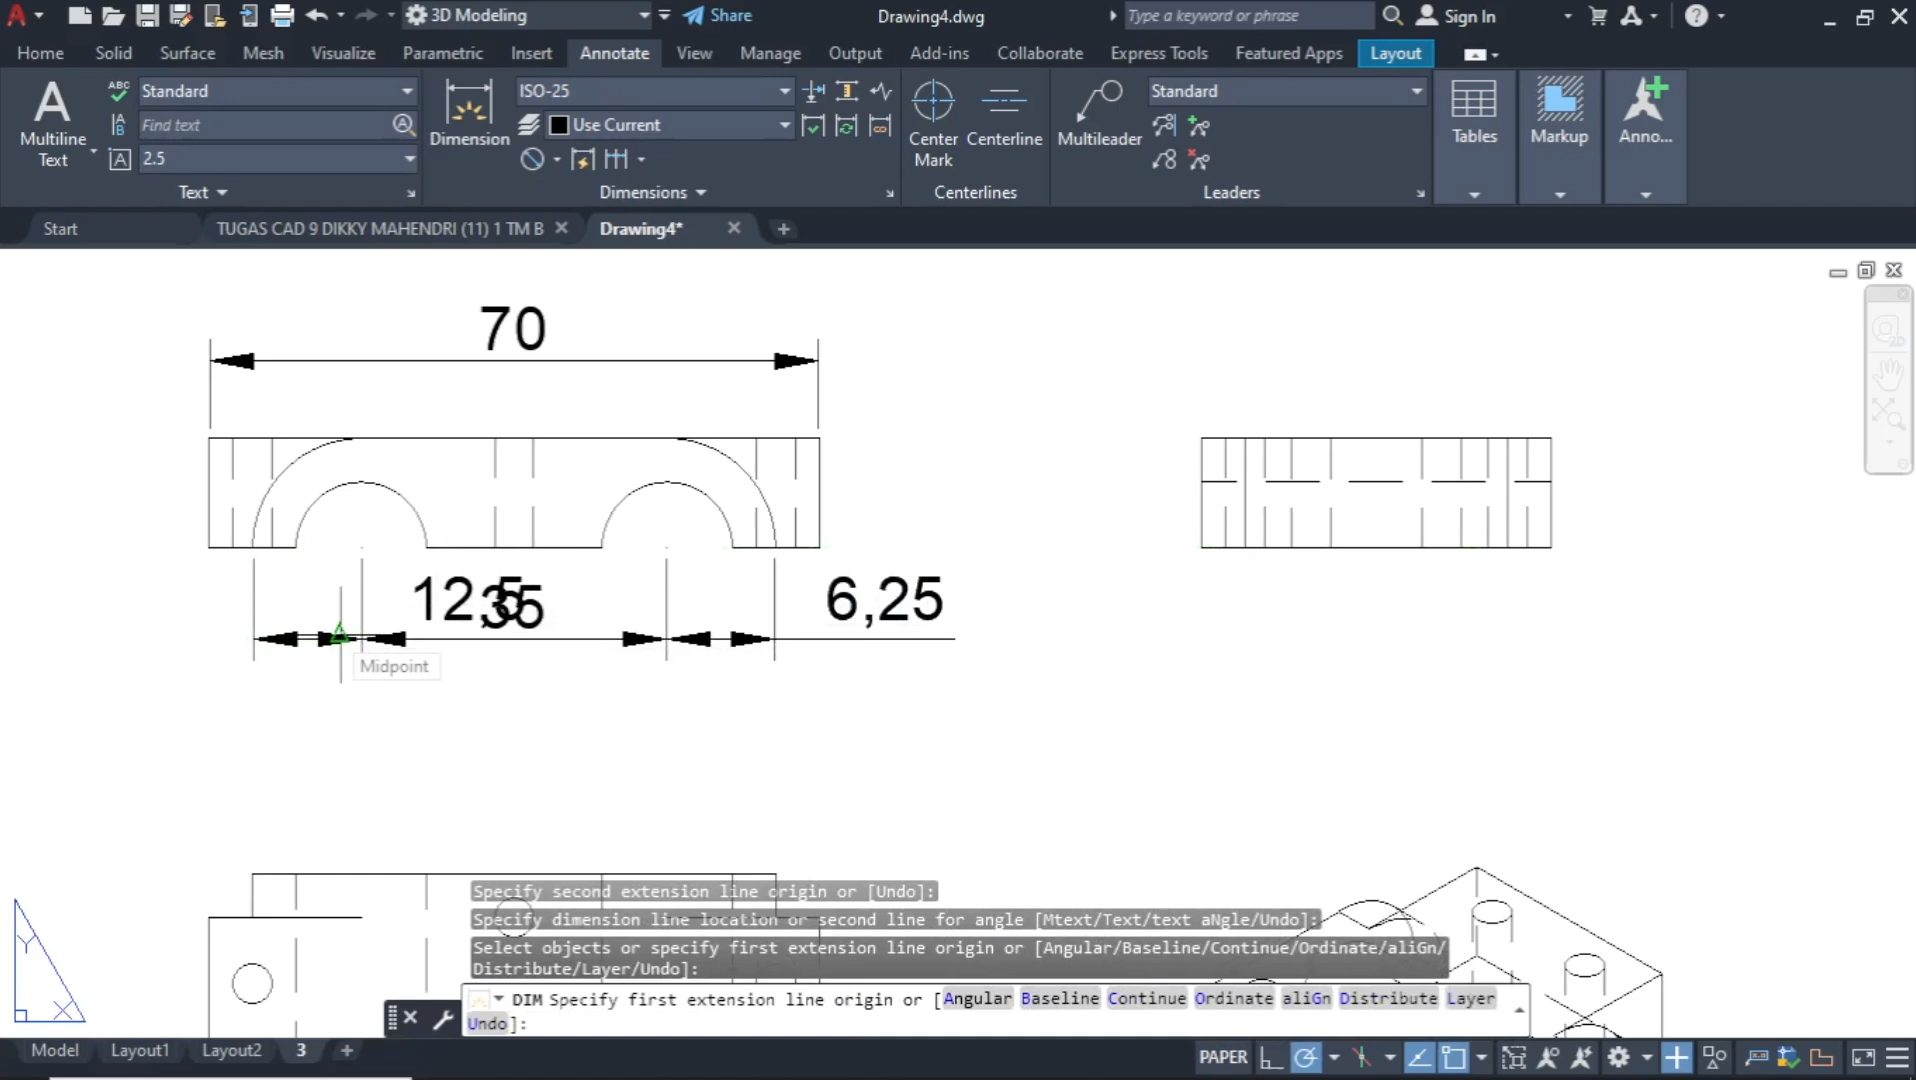 3D Modeling Share Drawing4.dwg Type a keyword or phrase Sign In
Home Solid Surface Mesh Visualize Parametric Insert Annotate View Manage Output Add-ins Collaborate Express Tools Featured Apps Layout
Multiline Text
ABC
Standard
Find text
2.5
Text
Dimension
ISO-25
Use Current
Dimensions
Center Mark
Centerline
Centerlines
Multileader
Standard
Leaders
Tables
Markup
Anno...
Start TUGAS CAD 9 DIKKY MAHENDRI (11) 1 TM B Drawing4*
70
12,5
35
6,25
Midpoint
Specify second extension line origin or [Undo]:
Specify dimension line location or second line for angle [Mtext/Text/text aNgle/Undo]:
Select objects or specify first extension line origin or [Angular/Baseline/Continue/Ordinate/aliGn/
Distribute/Layer/Undo]:
DIM Specify first extension line origin or [Angular Baseline Continue Ordinate aliGn Distribute Layer
Undo]:
Y
X
Model Layout1 Layout2 3
PAPER